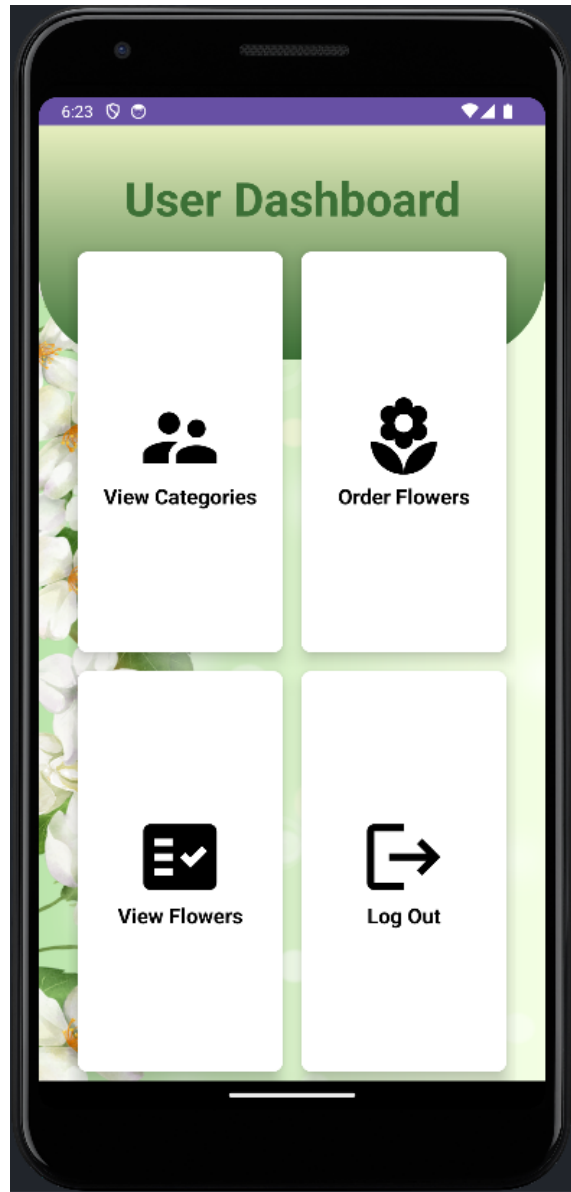 6:23
User Dashboard
View Categories
Order Flowers
View Flowers
Log Out